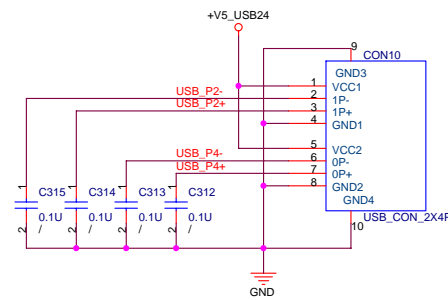 +V5_USB24
9
CON10
GND3
USB_P2-
1
VCC1
USB_P2+
2
1P-
3
1P+
4
GND1
5
VCC2
USB_P4-
6
0P-
USB_P4+
7
0P+
8
GND2
GND4
1
C315
1
C314
1
C313
1
C312
0.1U
0.1U
0.1U
0.1U
2
/
2
/
2
/
2
/
10
USB_CON_2X4P
GND